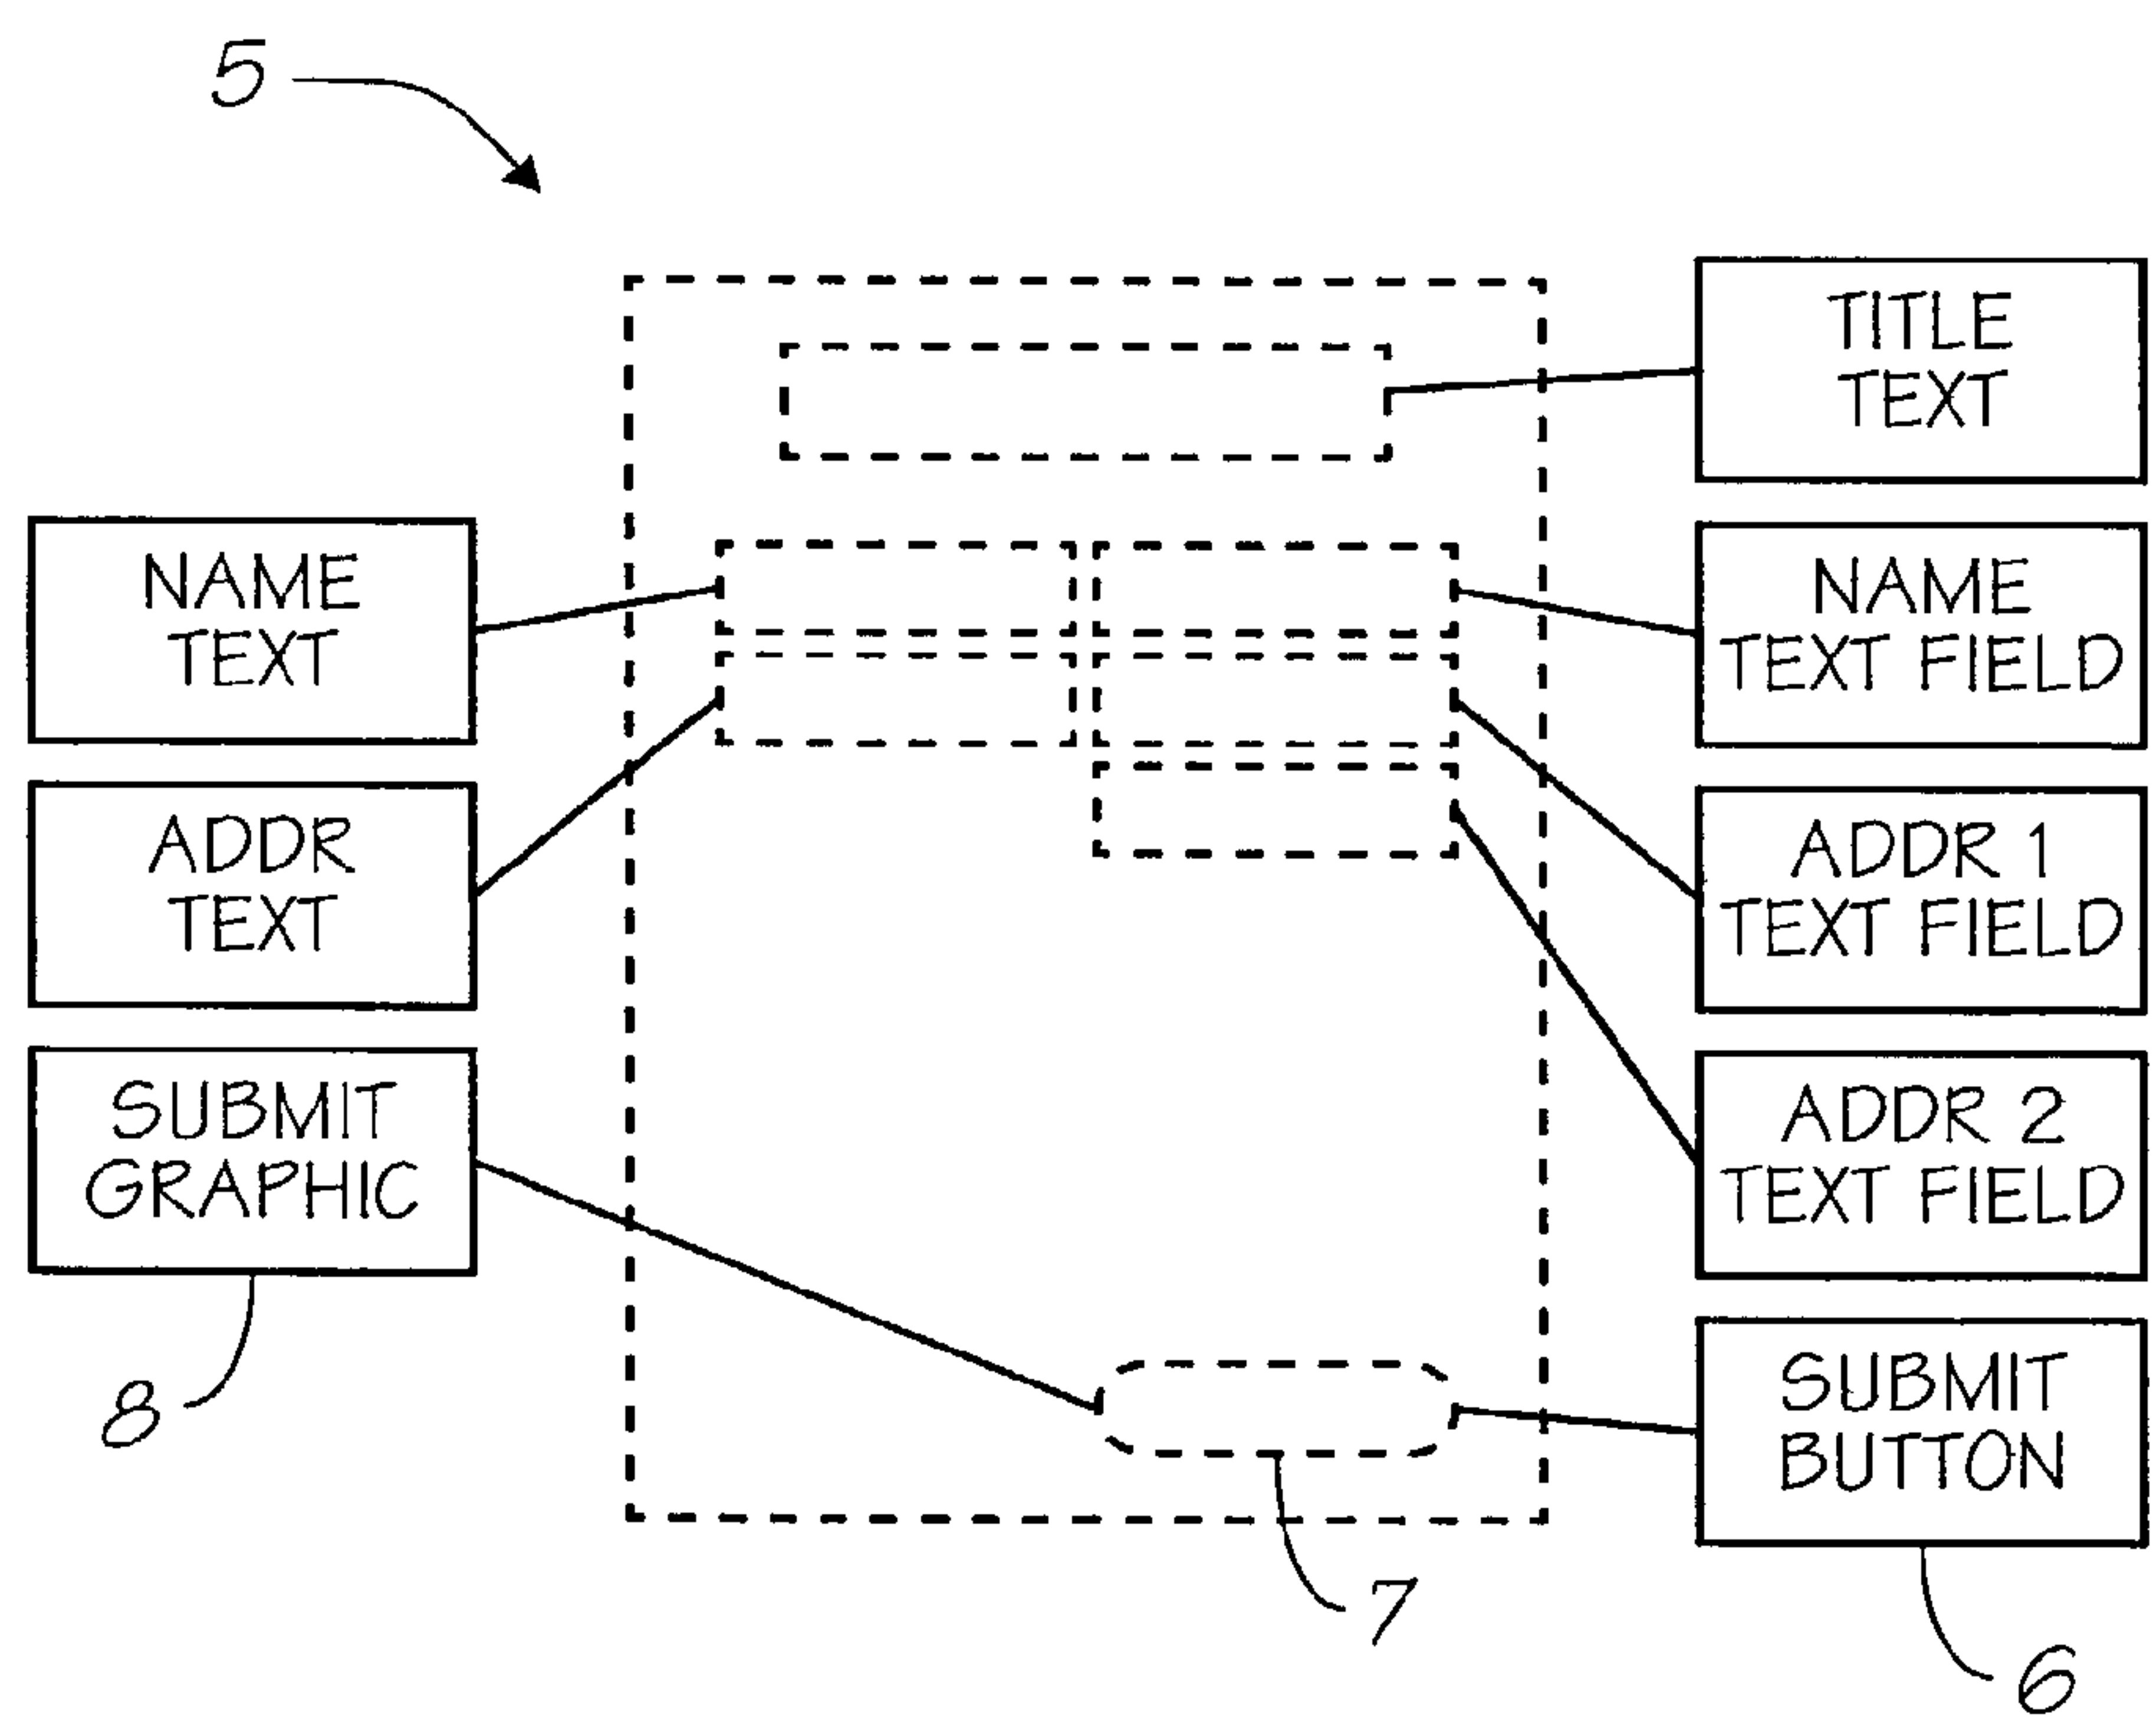 5
TITLE
TEXT
NAME
TEXT
NAME
TEXT FIELD
ADDR
TEXT
ADDR 1
TEXT FIELD
SUBMIT
GRAPHIC
ADDR 2
TEXT FIELD
SUBMIT
BUTTON
8
7
6